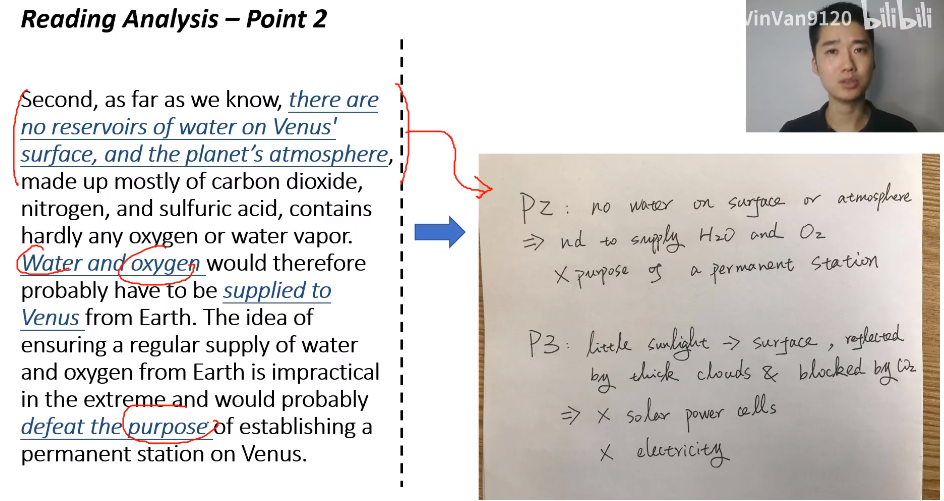 Reading Analysis – Point 2
VinVan9120 bilibili
Second, as far as we know, there are
no reservoirs of water on Venus'
surface, and the planet's atmosphere,
made up mostly of carbon dioxide,
nitrogen, and sulfuric acid, contains
hardly any oxygen or water vapor.
Water and oxygen would therefore
probably have to be supplied to
Venus from Earth. The idea of
ensuring a regular supply of water
and oxygen from Earth is impractical
in the extreme and would probably
defeat the purpose of establishing a
permanent station on Venus.
P2: no water on surface or atmosphere
⇒ nd to supply H2O and O2
× purpose of a permanent station
P3: little sunlight → surface, reflected
by thick clouds & blocked by CO2
⇒ × solar power cells
× electricity